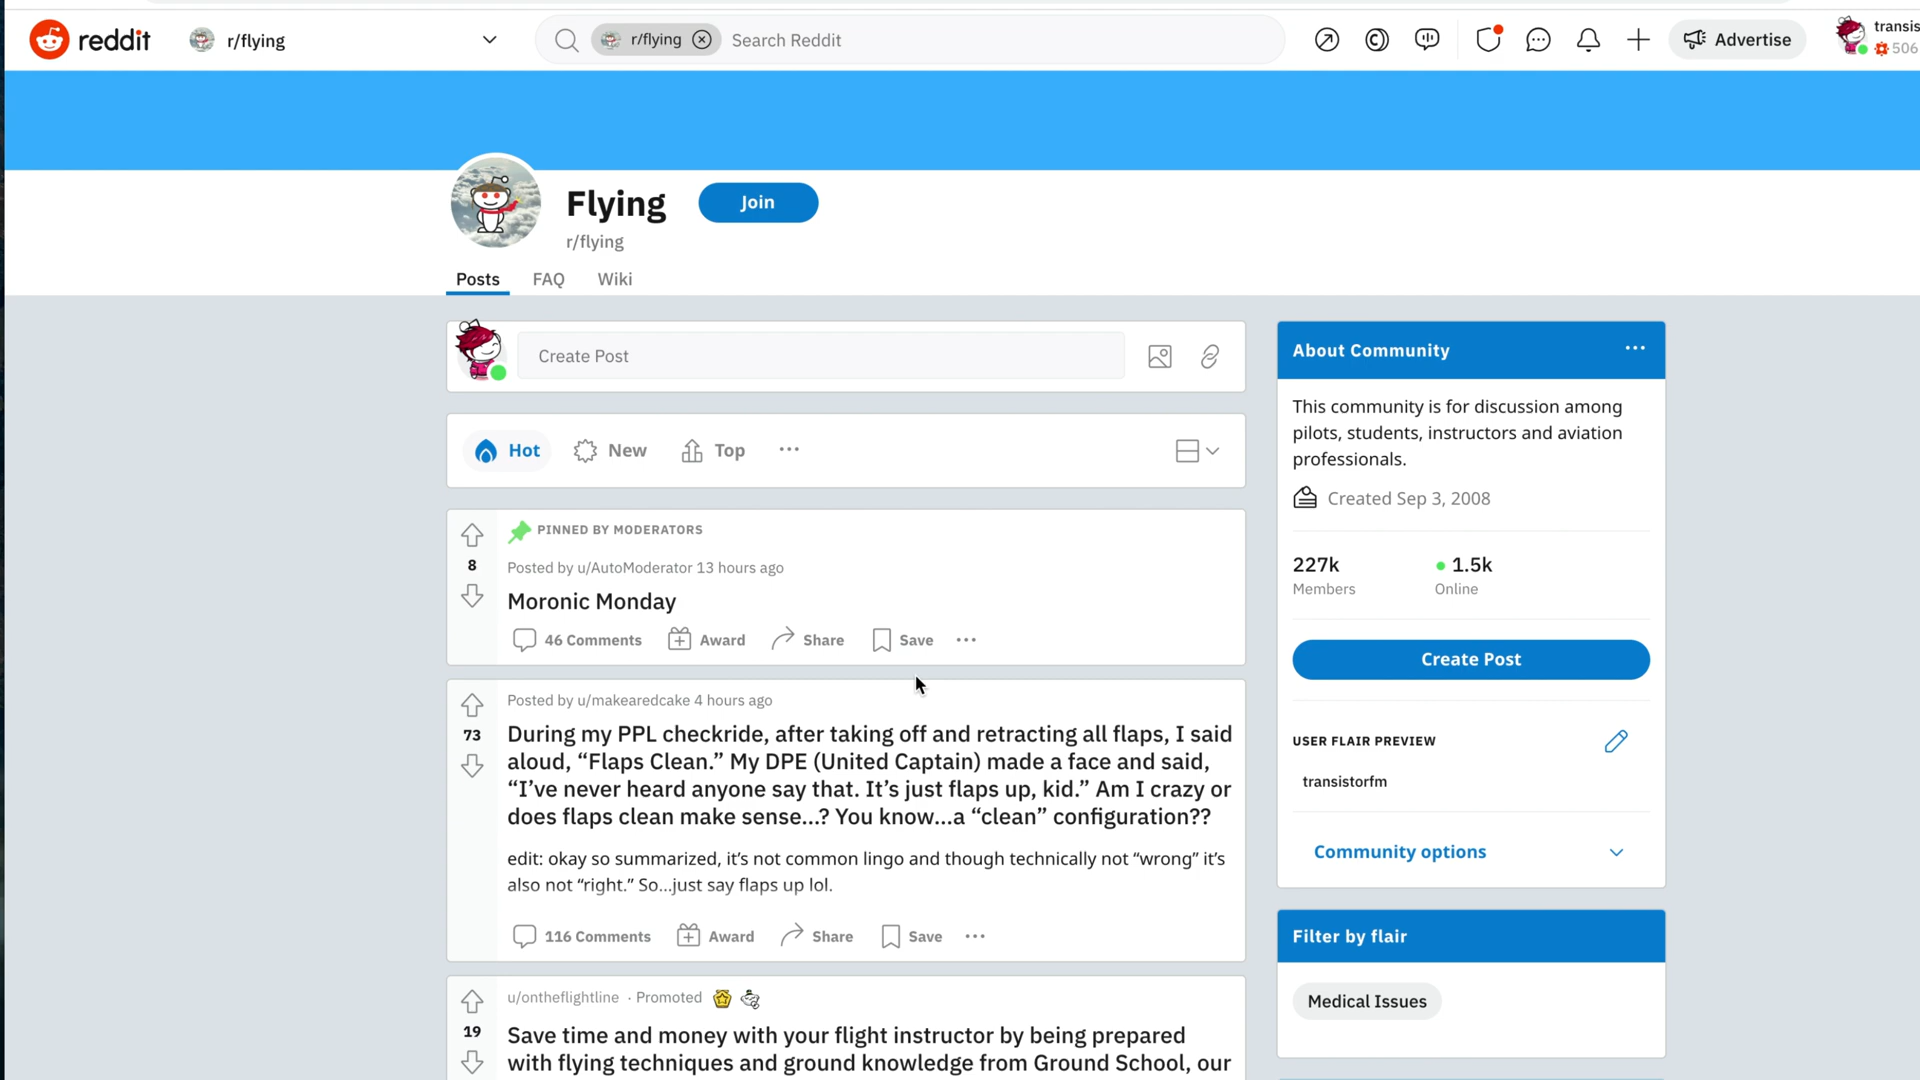 reddit
r/flying
r/flying
Search Reddit
Advertise
transis
506
Flying
Join
r/flying
Posts
FAQ
Wiki
Create Post
Hot
New
Top
PINNED BY MODERATORS
8
Posted by u/AutoModerator 13 hours ago
Moronic Monday
46 Comments
Award
Share
Save
Posted by u/makearedcake 4 hours ago
73
During my PPL checkride, after taking off and retracting all flaps, I said
aloud, “Flaps Clean.” My DPE (United Captain) made a face and said,
“I’ve never heard anyone say that. It’s just flaps up, kid.” Am I crazy or
does flaps clean make sense...? You know...a “clean” configuration??
edit: okay so summarized, it’s not common lingo and though technically not “wrong” it’s
also not “right.” So...just say flaps up lol.
116 Comments
Award
Share
Save
u/ontheflightline · Promoted
19
Save time and money with your flight instructor by being prepared
with flying techniques and ground knowledge from Ground School, our
About Community
This community is for discussion among
pilots, students, instructors and aviation
professionals.
Created Sep 3, 2008
227k
Members
1.5k
Online
Create Post
USER FLAIR PREVIEW
transistorfm
Community options
Filter by flair
Medical Issues